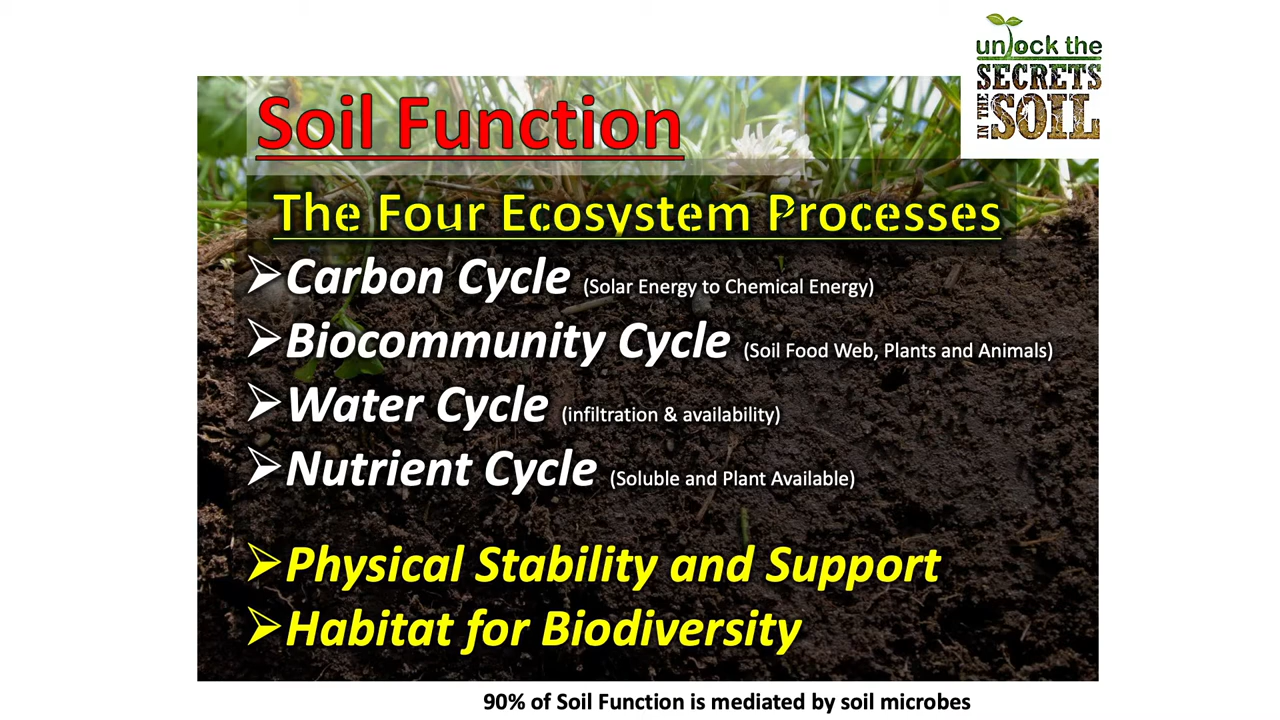 unlock the
SECRETS
IN THE SOIL
Soil Function
The Four Ecosystem Processes
➢Carbon Cycle (Solar Energy to Chemical Energy)
➢Biocommunity Cycle (Soil Food Web, Plants and Animals)
➢Water Cycle (infiltration & availability)
➢Nutrient Cycle (Soluble and Plant Available)
➢Physical Stability and Support
➢Habitat for Biodiversity
90% of Soil Function is mediated by soil microbes